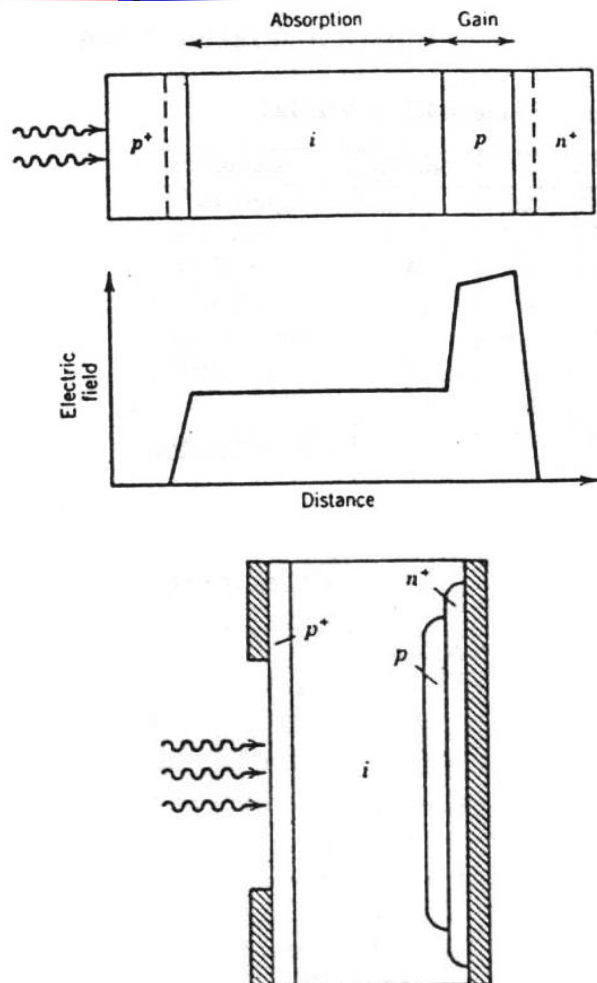 Absorption Gain
p⁺ i p n⁺
Electric
field
Distance
n⁺
p⁺
p
i